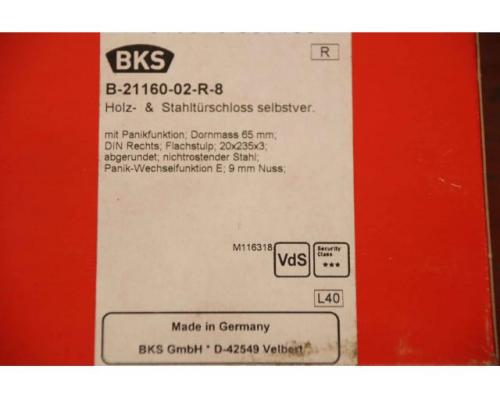 BKS
R
B-21160-02-R-8
Holz- & Stahltürschloss selbstver.
mit Panikfunktion; Dornmass 65 mm;
DIN Rechts; Flachstulp; 20x235x3;
abgerundet; nichtrostender Stahl;
Panik-Wechselfunktion E; 9 mm Nuss;
M116318
VdS
Security
Class
***
L40
Made in Germany
BKS GmbH * D-42549 Velbert